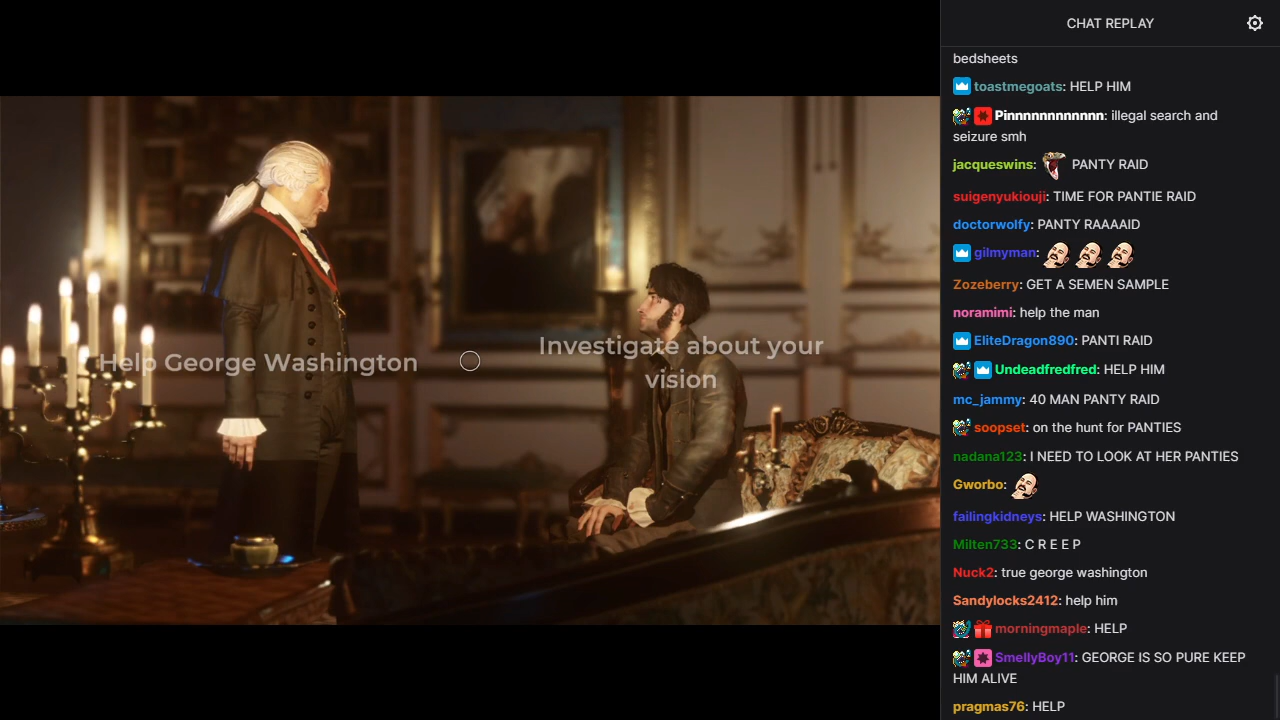 Help George Washington
Investigate about your
vision
CHAT REPLAY
bedsheets
toastmegoats: HELP HIM
Pinnnnnnnnnnnn: illegal search and
seizure smh
jacqueswins: PANTY RAID
suigenyukiouji: TIME FOR PANTIE RAID
doctorwolfy: PANTY RAAAAID
gilmyman:
Zozeberry: GET A SEMEN SAMPLE
noramimi: help the man
EliteDragon890: PANTI RAID
Undeadfredfred: HELP HIM
mc_jammy: 40 MAN PANTY RAID
soopset: on the hunt for PANTIES
nadana123: I NEED TO LOOK AT HER PANTIES
Gworbo:
failingkidneys: HELP WASHINGTON
Milten733: C R E E P
Nuck2: true george washington
Sandylocks2412: help him
morningmaple: HELP
SmellyBoy11: GEORGE IS SO PURE KEEP
HIM ALIVE
pragmas76: HELP